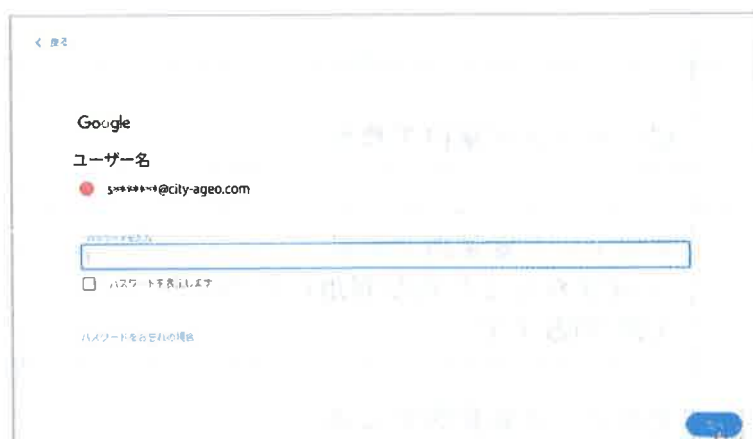 戻る
Google
ユーザー名
s*******@city-ageo.com
パスワードを入力
パスワードを表示します
パスワードをお忘れの場合